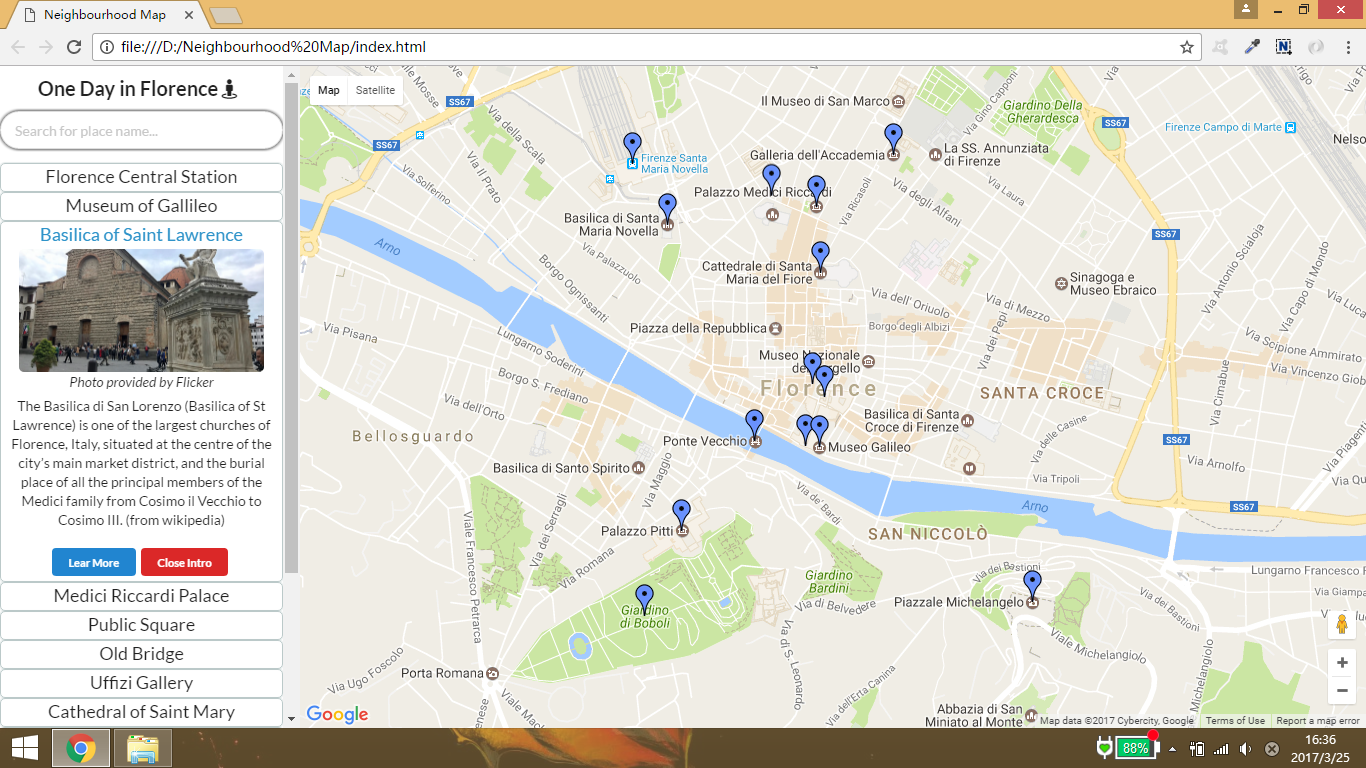 Neighbourhood Map
file:///D:/Neighbourhood%20Map/index.html
One Day in Florence
Search for place name...
Florence Central Station
Museum of Gallileo
Basilica of Saint Lawrence
Photo provided by Flicker
The Basilica di San Lorenzo (Basilica of St
Lawrence) is one of the largest churches of
Florence, Italy, situated at the centre of the
city's main market district, and the burial
place of all the principal members of the
Medici family from Cosimo il Vecchio to
Cosimo III. (from wikipedia)
Lear More
Close Intro
Medici Riccardi Palace
Public Square
Old Bridge
Uffizi Gallery
Cathedral of Saint Mary
Map
Satellite
SS67
Il Museo di San Marco
Giardino Della
Gherardesca
SS67
Firenze Campo di Marte
SS67
Via della Scala
Via Gino Capponi
Galleria dell'Accademia
La SS. Annunziata
di Firenze
Firenze Santa
Maria Novella
Via Il Prato
Via Solferino
Palazzo Medici Riccardi
Via degli Alfani
Via Laura
Via Ricasoli
Basilica di Santa
Maria Novella
SS67
Arno
Via Palazzuolo
Borgo Ognissanti
Cattedrale di Santa
Maria del Fiore
Sinagoga e
Museo Ebraico
Via Antonio Scialoja
Via Capo di Mondo
Via dell' Oriuolo
Via di Mezzo
Borgo degli Albizi
Via dei Pepi
Piazza della Repubblica
Via Pisana
Lungarno Soderini
Via Scipione Ammirato
Via Vincenzo Gioberti
Via Cimabue
Borgo S. Frediano
Florence
SANTA CROCE
Via dell'Orto
Bellosguardo
Basilica di Santa
Croce di Firenze
Via delle Casine
SS67
Ponte Vecchio
Museo Galileo
Basilica di Santo Spirito
Via Maggio
Via Arnolfo
Via Tripoli
Via de' Bardi
Arno
SS67
Via dei Serragli
Palazzo Pitti
SAN NICCOLÒ
Viale Francesco Petrarca
Via Romana
Via dei Bastioni
Via dei Bastioni
Lungarno Francesco
Giardino
Bardini
Via di Belvedere
Piazzale Michelangelo
Giardino
di Boboli
Via di S. Leonardo
Viale Michelangiolo
Via Ugo Foscolo
Porta Romana
Via dell'Erta Canina
Abbazia di San
Miniato al Monte
Google
Map data ©2017 Cybercity, Google
Terms of Use
Report a map error
88%
16:36
2017/3/25